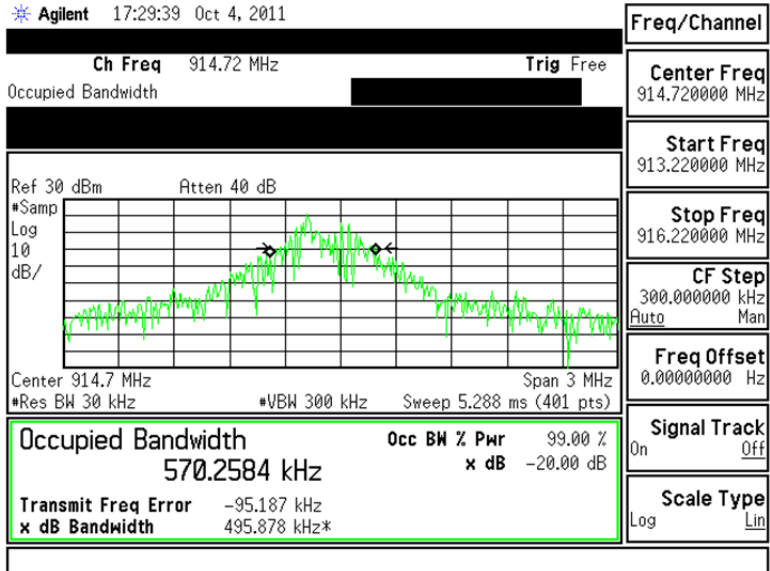 Agilent 17:29:39 Oct 4, 2011
Ch Freq 914.72 MHz Trig Free
Occupied Bandwidth
Ref 30 dBm Atten 40 dB
#Samp
Log
10
dB/
Center 914.7 MHz Span 3 MHz
#Res BW 30 kHz #VBW 300 kHz Sweep 5.288 ms (401 pts)
Occupied Bandwidth Occ BW % Pwr 99.00 %
570.2584 kHz x dB -20.00 dB
Transmit Freq Error -95.187 kHz
x dB Bandwidth 495.878 kHz*
Freq/Channel
Center Freq
914.720000 MHz
Start Freq
913.220000 MHz
Stop Freq
916.220000 MHz
CF Step
300.000000 kHz
Auto Man
Freq Offset
0.00000000 Hz
Signal Track
On Off
Scale Type
Log Lin